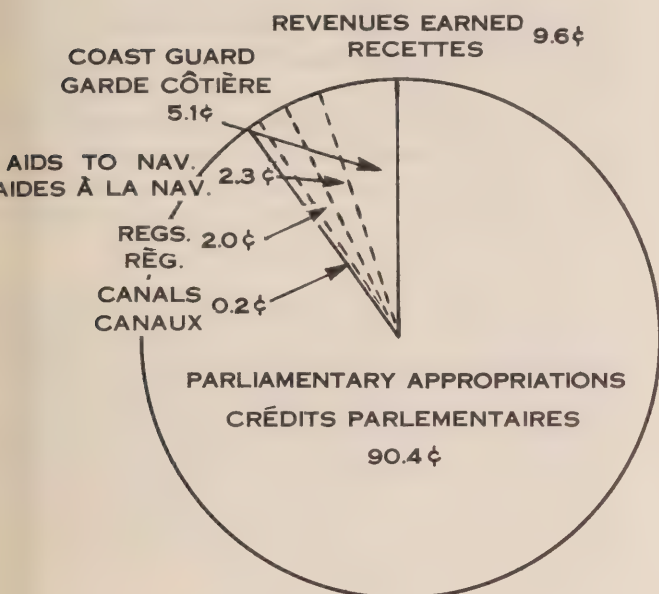 REVENUES EARNED 9.6¢
RECETTES
COAST GUARD
GARDE CÔTIÈRE
5.1¢
AIDS TO NAV. 2.3¢
AIDES À LA NAV.
REGS. 2.0¢
RÈG.
CANALS 0.2¢
CANAUX
PARLIAMENTARY APPROPRIATIONS
CRÉDITS PARLEMENTAIRES
90.4¢